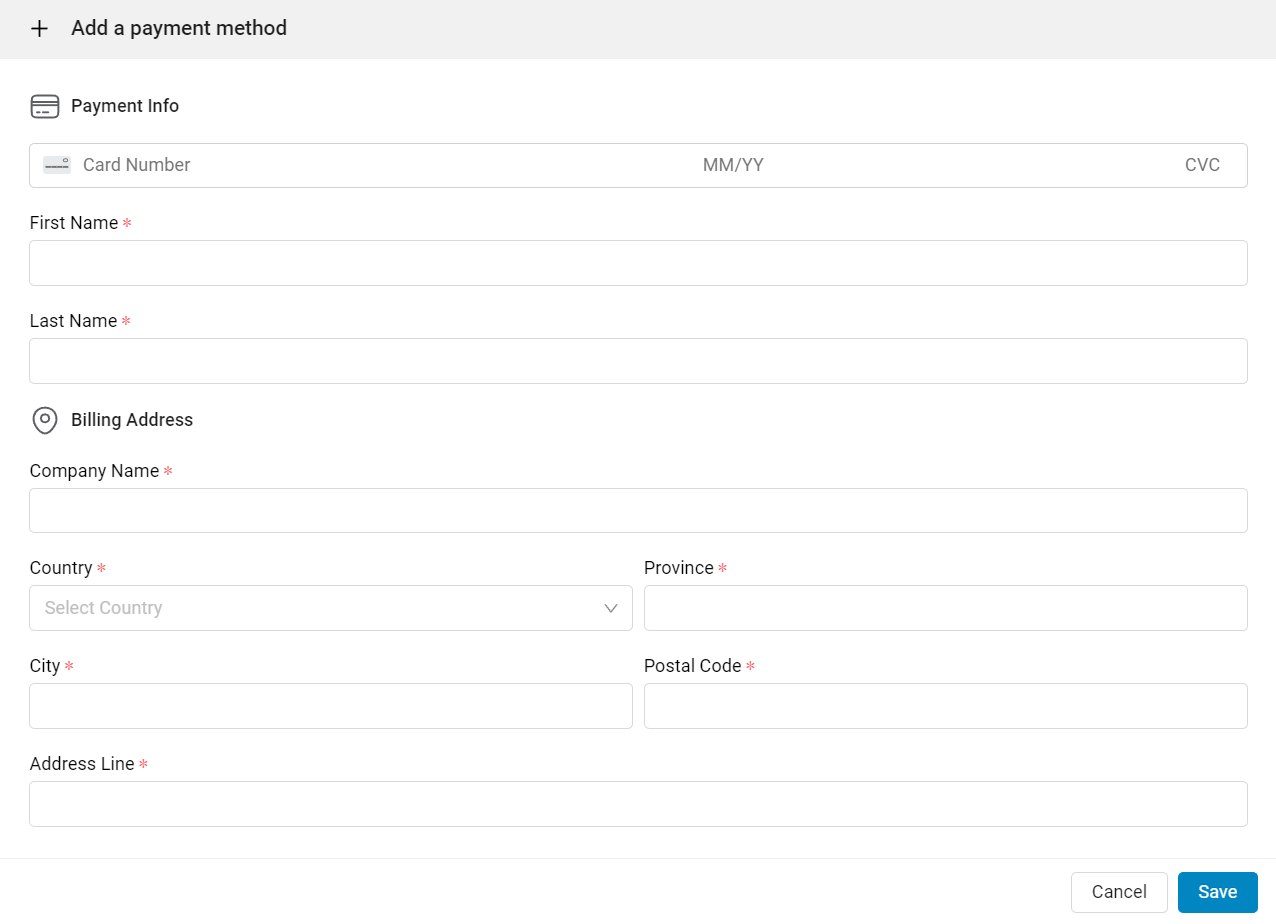 Add a payment method
Payment Info
Card Number MM/YY CVC
First Name *
Last Name *
Billing Address
Company Name *
Country * Province *
Select Country
City * Postal Code *
Address Line *
Cancel Save